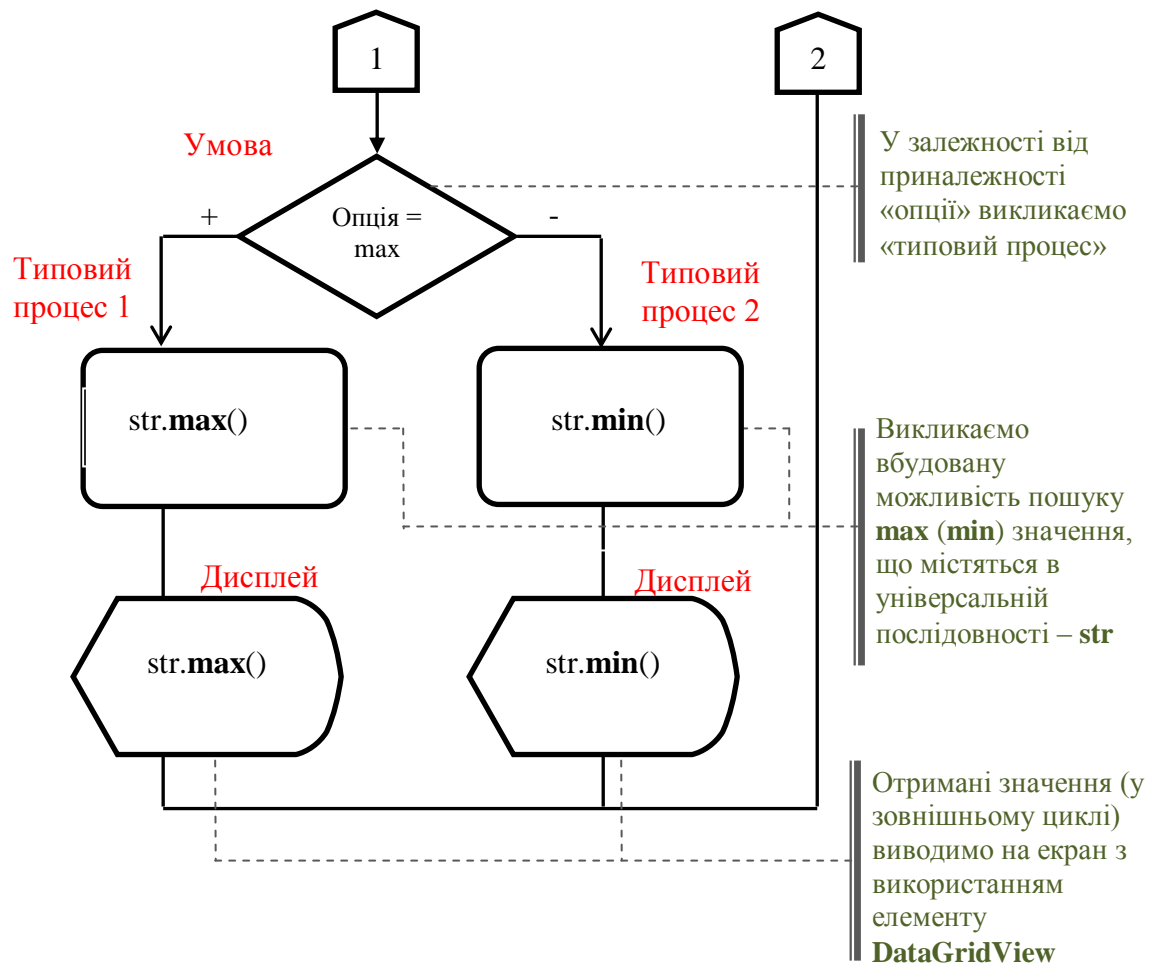 1
2
Умова
+
Опція =
max
-
У залежності від
приналежності
«опції» викликаємо
«типовий процес»
Типовий
процес 1
Типовий
процес 2
str.max()
str.min()
Викликаємо
вбудовану
можливість пошуку
max (min) значення,
що містяться в
універсальній
послідовності – str
Дисплей
Дисплей
str.max()
str.min()
Отримані значення (у
зовнішньому циклі)
виводимо на екран з
використанням
елементу
DataGridView